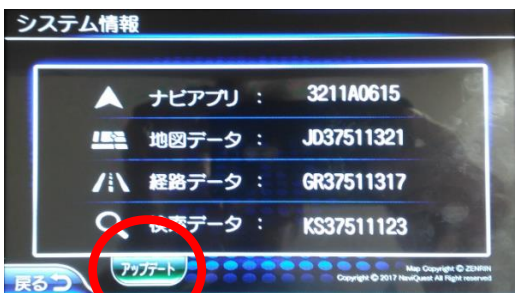 システム情報
ナビアプリ : 3211A0615
地図データ : JD37511321
経路データ : GR37511317
検索データ : KS37511123
戻る
アップデート
Map Copyright © ZENRIN
Copyright © 2017 NaviQuest All Right reserved